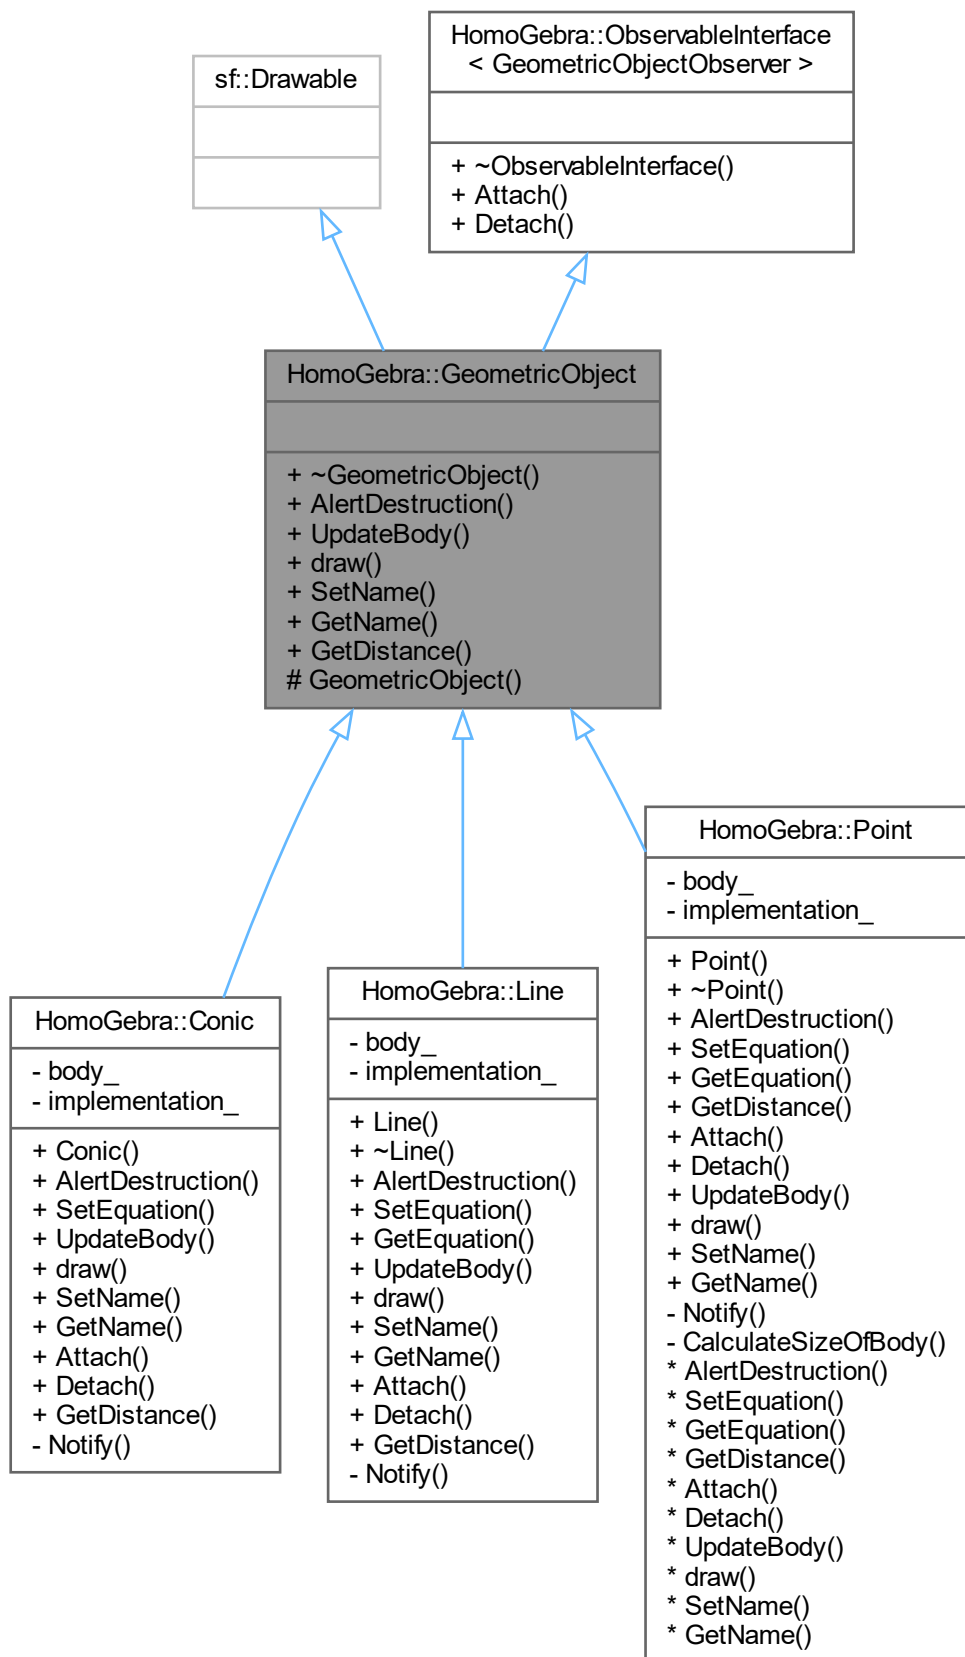 sf::Drawable
HomoGebra::ObservableInterface
< GeometricObjectObserver >
+ ~ObservableInterface()
+ Attach()
+ Detach()
HomoGebra::GeometricObject
+ ~GeometricObject()
+ AlertDestruction()
+ UpdateBody()
+ draw()
+ SetName()
+ GetName()
+ GetDistance()
# GeometricObject()
HomoGebra::Conic
- body_
- implementation_
+ Conic()
+ AlertDestruction()
+ SetEquation()
+ UpdateBody()
+ draw()
+ SetName()
+ GetName()
+ Attach()
+ Detach()
+ GetDistance()
- Notify()
HomoGebra::Line
- body_
- implementation_
+ Line()
+ ~Line()
+ AlertDestruction()
+ SetEquation()
+ GetEquation()
+ UpdateBody()
+ draw()
+ SetName()
+ GetName()
+ Attach()
+ Detach()
+ GetDistance()
- Notify()
HomoGebra::Point
- body_
- implementation_
+ Point()
+ ~Point()
+ AlertDestruction()
+ SetEquation()
+ GetEquation()
+ GetDistance()
+ Attach()
+ Detach()
+ UpdateBody()
+ draw()
+ SetName()
+ GetName()
- Notify()
- CalculateSizeOfBody()
* AlertDestruction()
* SetEquation()
* GetEquation()
* GetDistance()
* Attach()
* Detach()
* UpdateBody()
* draw()
* SetName()
* GetName()